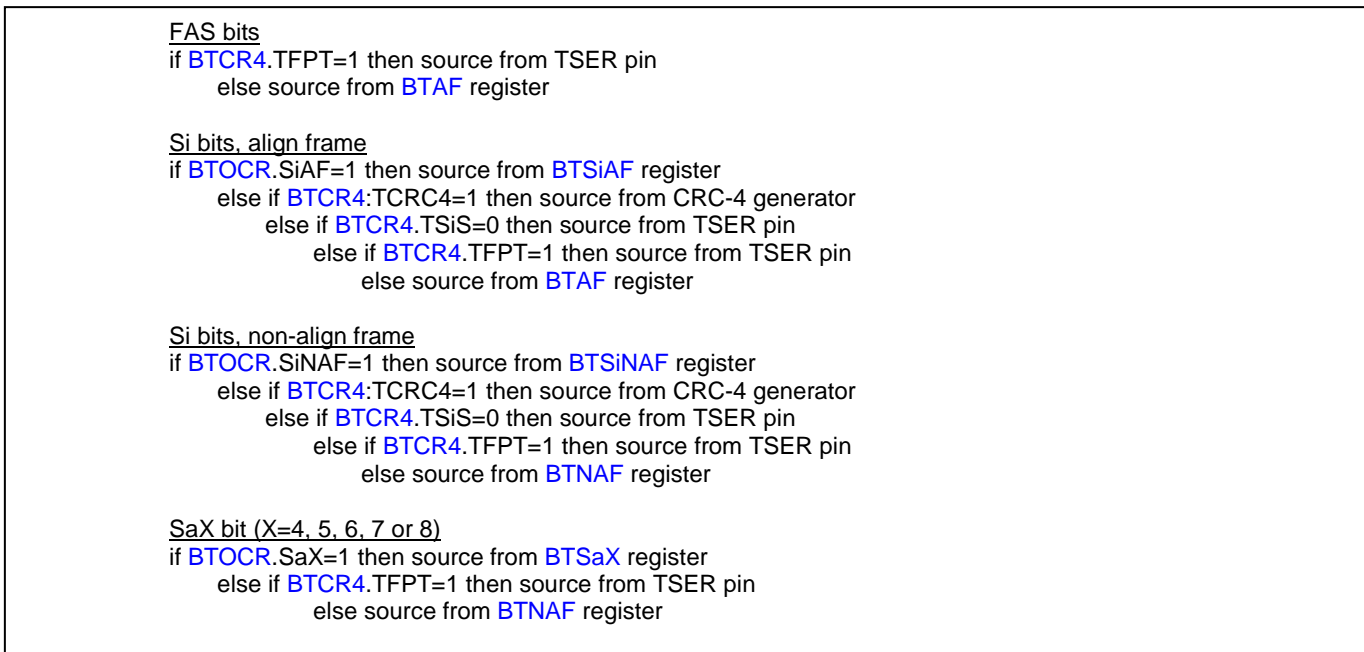 FAS bits
if BTCR4.TFPT=1 then source from TSER pin
else source from BTAF register
Si bits, align frame
if BTOCR.SiAF=1 then source from BTSiAF register
else if BTCR4:TCRC4=1 then source from CRC-4 generator
else if BTCR4.TSiS=0 then source from TSER pin
else if BTCR4.TFPT=1 then source from TSER pin
else source from BTAF register
Si bits, non-align frame
if BTOCR.SiNAF=1 then source from BTSiNAF register
else if BTCR4:TCRC4=1 then source from CRC-4 generator
else if BTCR4.TSiS=0 then source from TSER pin
else if BTCR4.TFPT=1 then source from TSER pin
else source from BTNAF register
SaX bit (X=4, 5, 6, 7 or 8)
if BTOCR.SaX=1 then source from BTSaX register
else if BTCR4.TFPT=1 then source from TSER pin
else source from BTNAF register